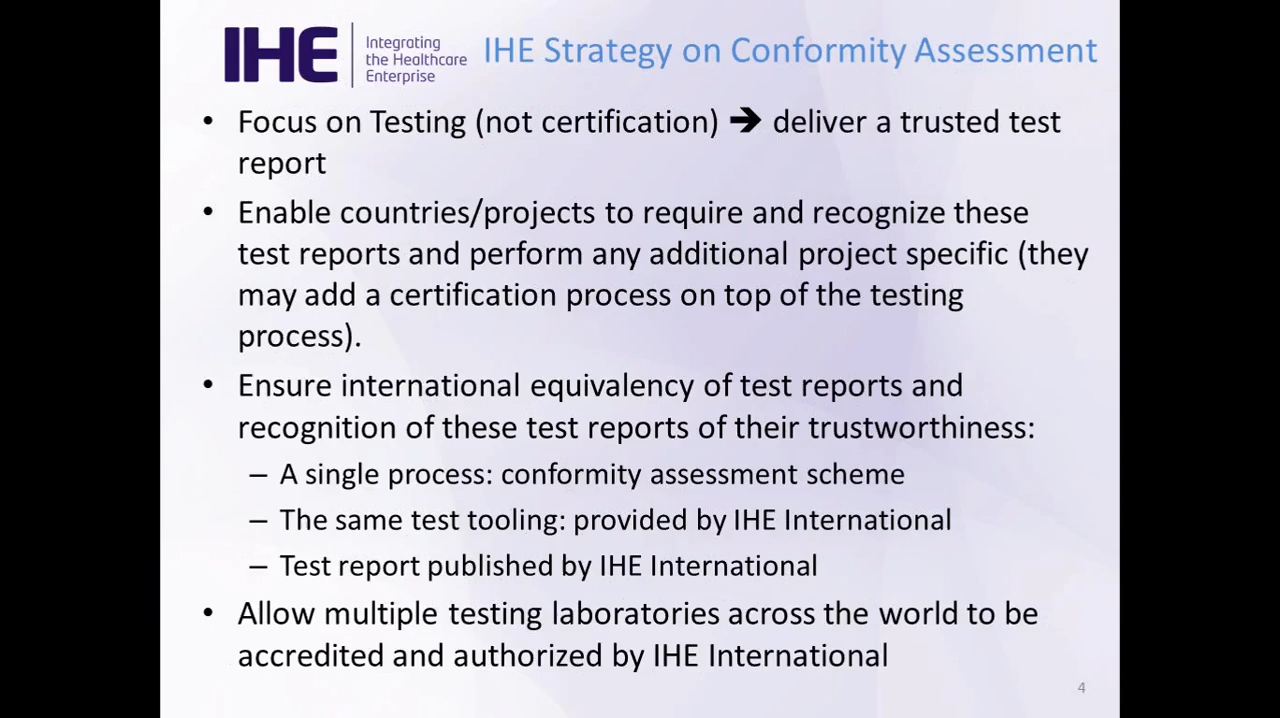 IHE
Integrating
the Healthcare
Enterprise
IHE Strategy on Conformity Assessment
• Focus on Testing (not certification) ➔ deliver a trusted test
report
• Enable countries/projects to require and recognize these
test reports and perform any additional project specific (they
may add a certification process on top of the testing
process).
• Ensure international equivalency of test reports and
recognition of these test reports of their trustworthiness:
– A single process: conformity assessment scheme
– The same test tooling: provided by IHE International
– Test report published by IHE International
• Allow multiple testing laboratories across the world to be
accredited and authorized by IHE International
4